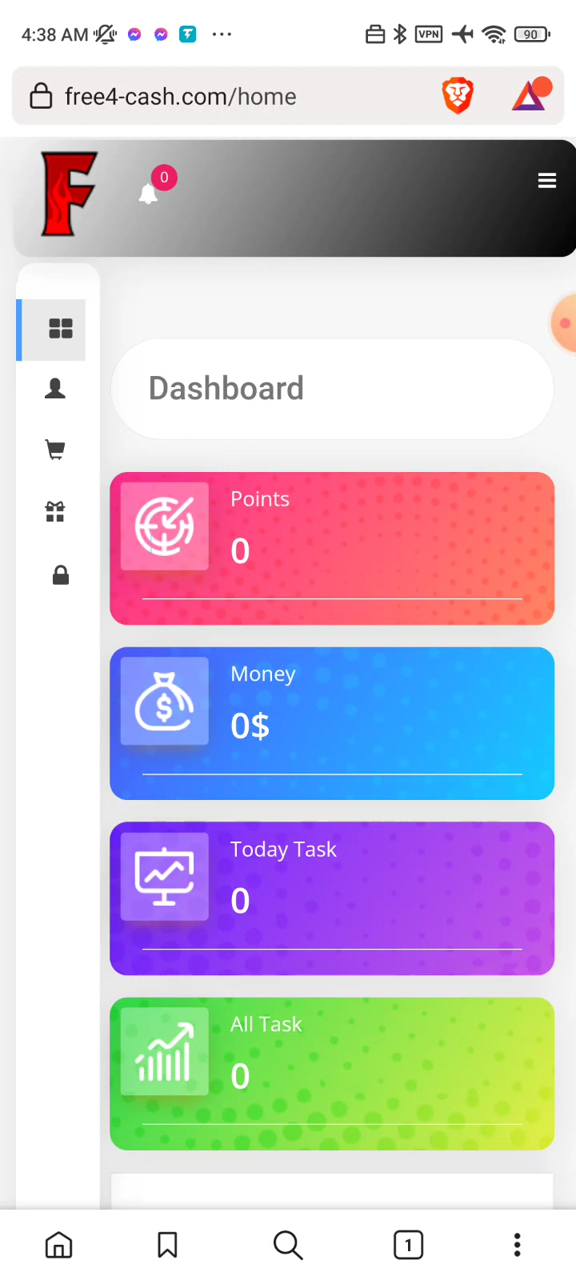 4:38 AM
VPN
90
free4-cash.com/home
F
0
Dashboard
Points
0
Money
0$
Today Task
0
All Task
0
1